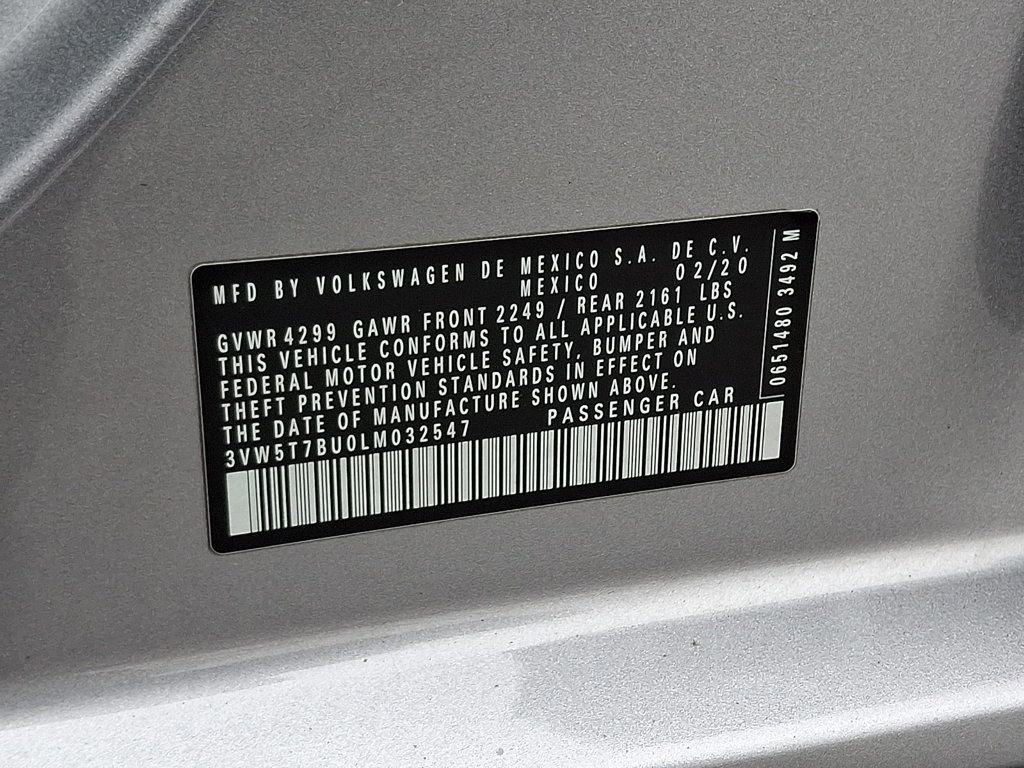 MFD BY VOLKSWAGEN DE MEXICO S.A. DE C.V.
MEXICO 02/20
GVWR 4299 GAWR FRONT 2249 / REAR 2161 LBS
THIS VEHICLE CONFORMS TO ALL APPLICABLE U.S.
FEDERAL MOTOR VEHICLE SAFETY, BUMPER AND
THEFT PREVENTION STANDARDS IN EFFECT ON
THE DATE OF MANUFACTURE SHOWN ABOVE.
3VW5T7BU0LM032547 PASSENGER CAR
0651480 3492 M